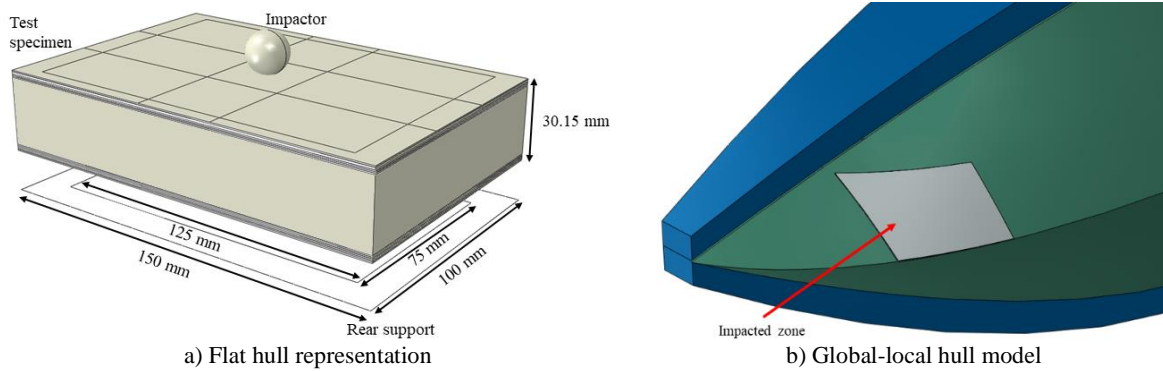 Test
specimen
Impactor
30.15 mm
125 mm
75 mm
150 mm
100 mm
Rear support
a) Flat hull representation
Impacted zone
b) Global-local hull model